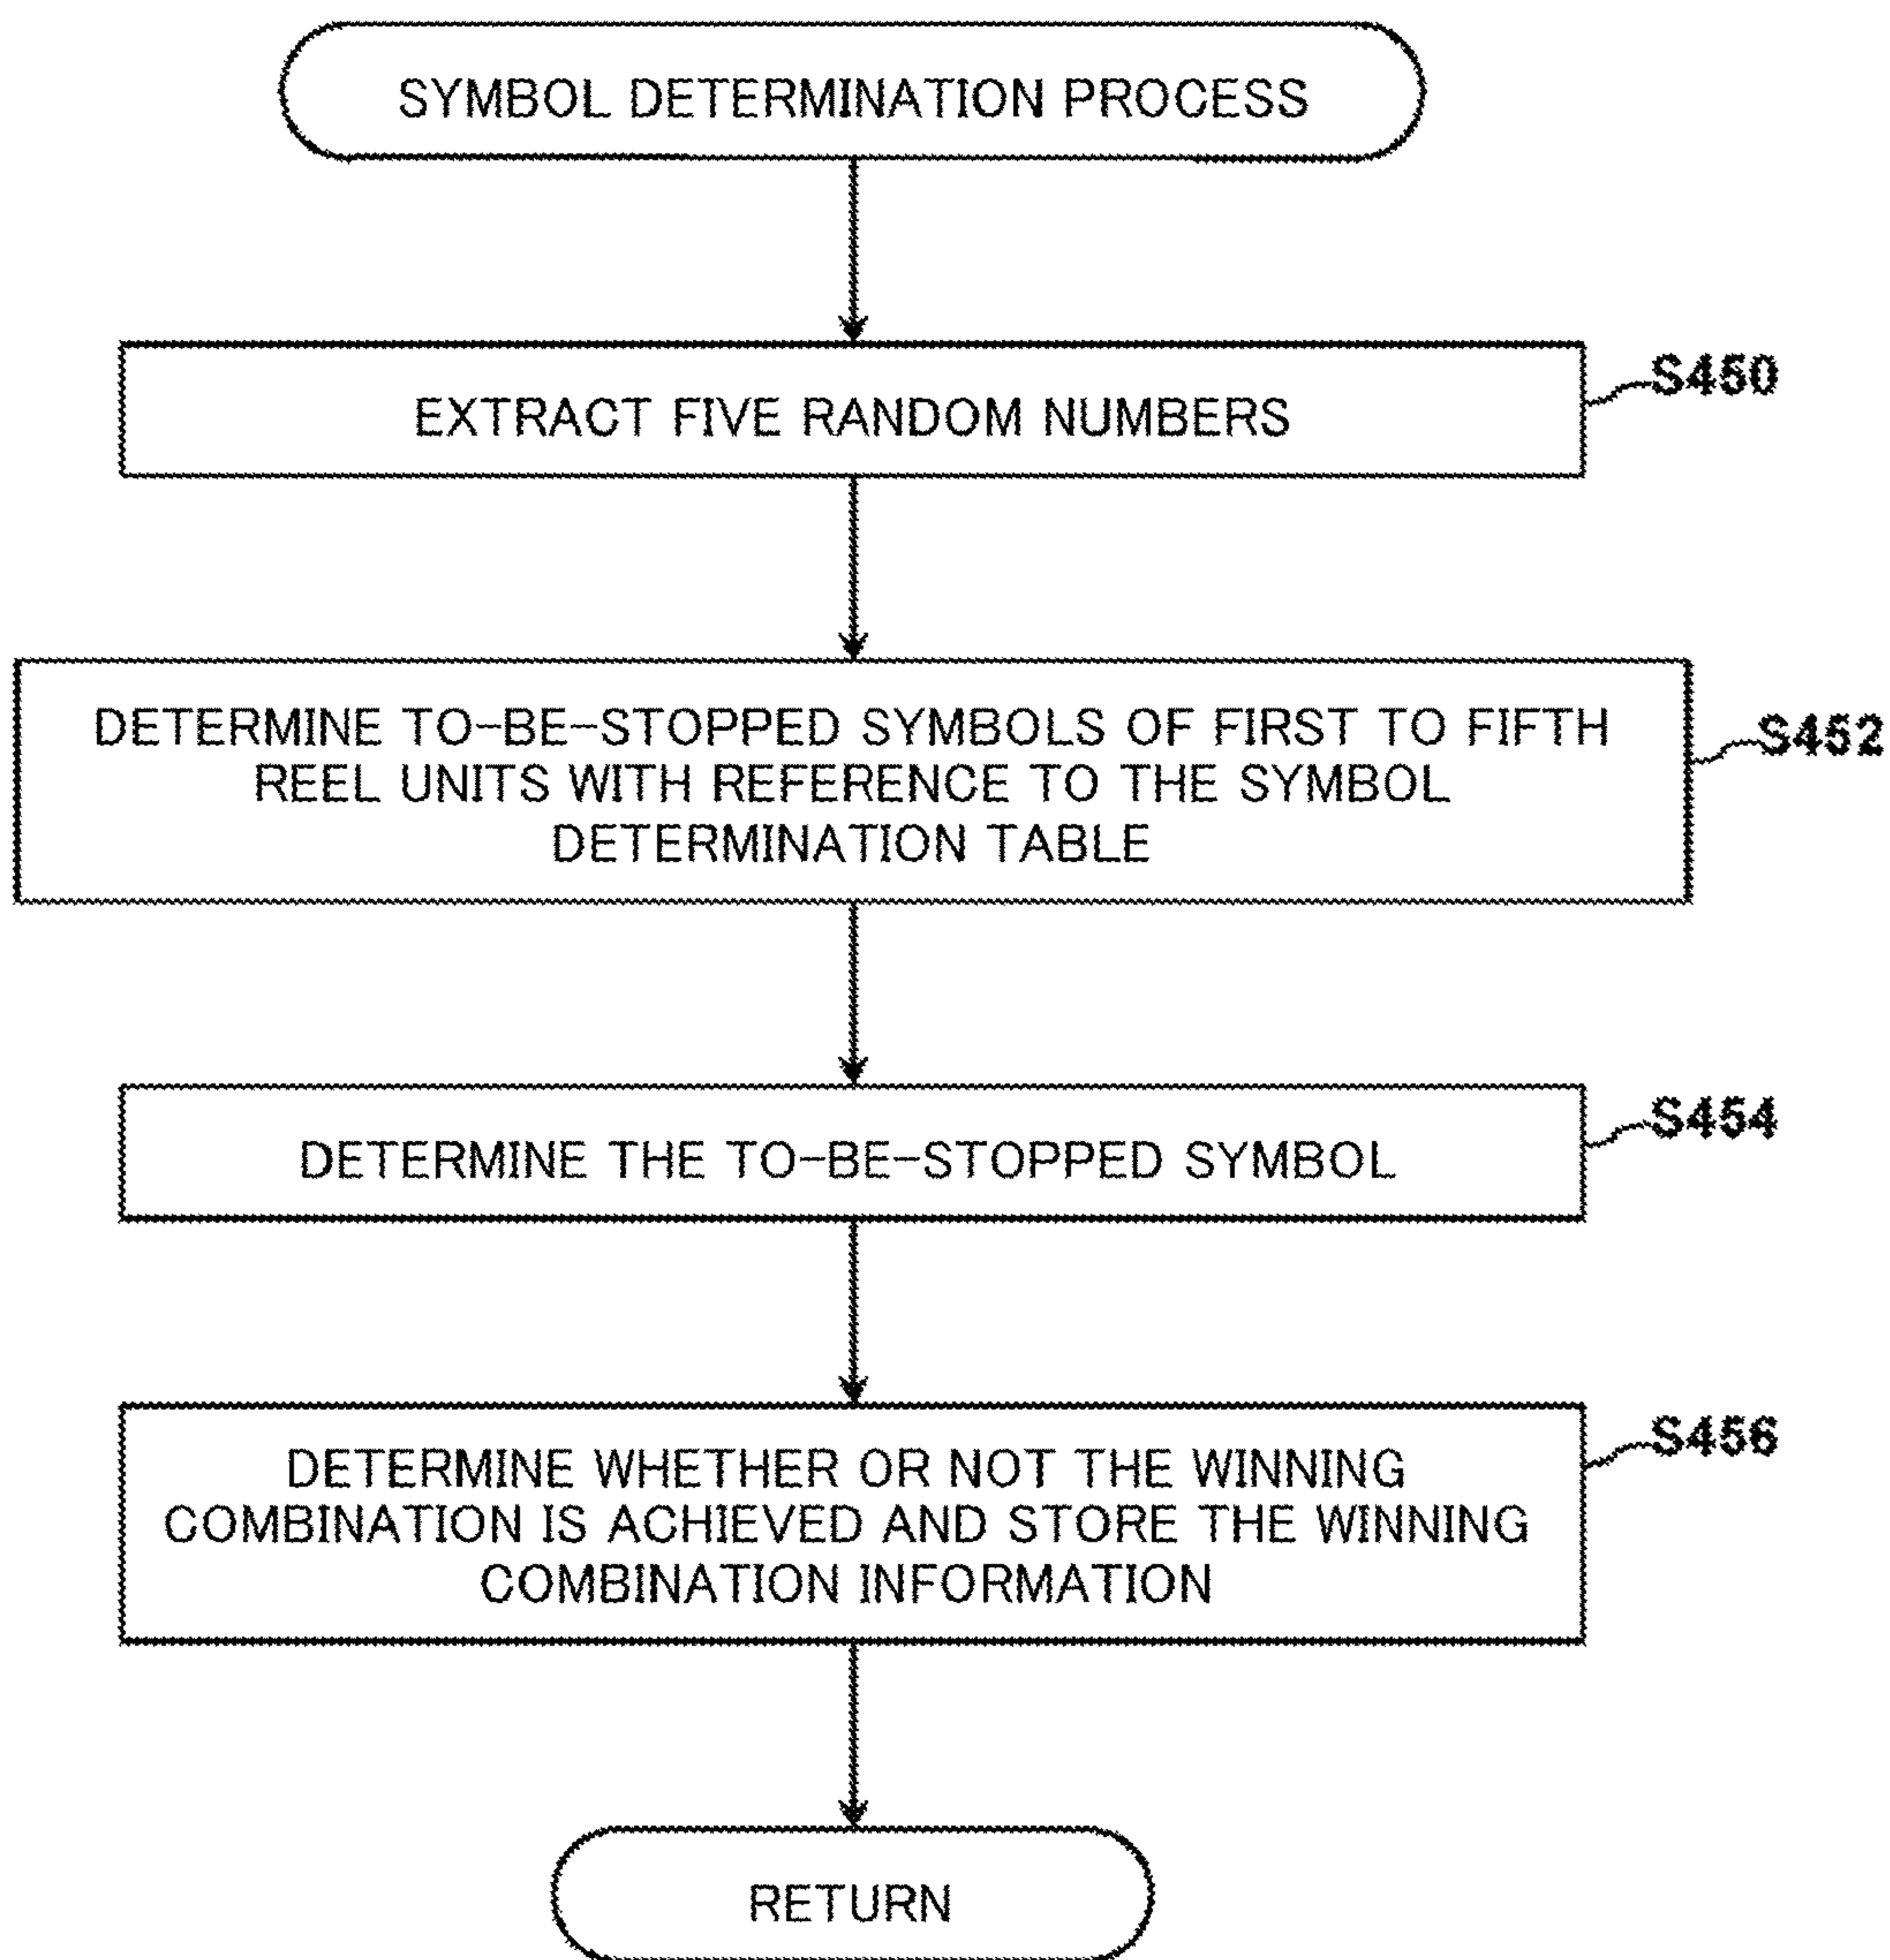 SYMBOL DETERMINATION PROCESS
EXTRACT FIVE RANDOM NUMBERS
S450
DETERMINE TO-BE-STOPPED SYMBOLS OF FIRST TO FIFTH
REEL UNITS WITH REFERENCE TO THE SYMBOL
DETERMINATION TABLE
S452
DETERMINE THE TO-BE-STOPPED SYMBOL
S454
DETERMINE WHETHER OR NOT THE WINNING
COMBINATION IS ACHIEVED AND STORE THE WINNING
COMBINATION INFORMATION
S456
RETURN